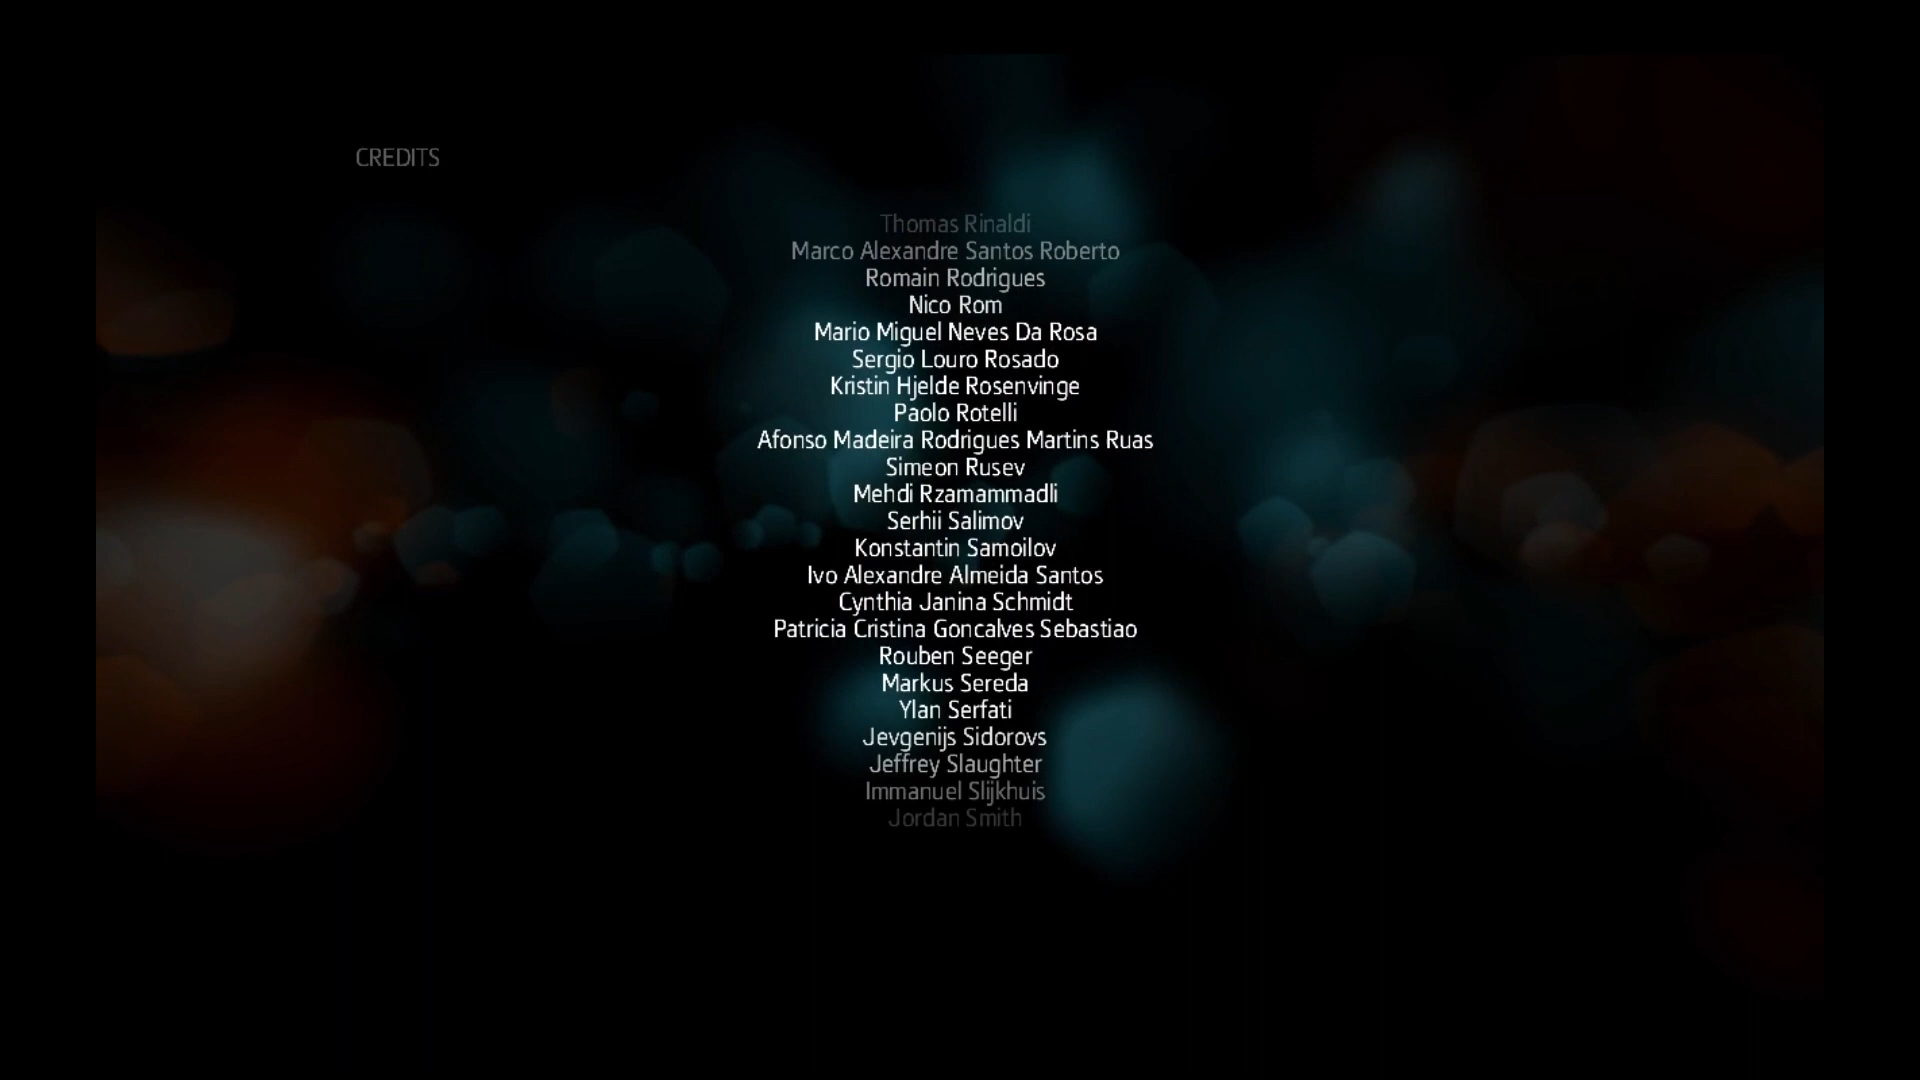 CREDITS
Thomas Rinaldi
Marco Alexandre Santos Roberto
Romain Rodrigues
Nico Rom
Mario Miguel Neves Da Rosa
Sergio Louro Rosado
Kristin Hjelde Rosenvinge
Paolo Rotelli
Afonso Madeira Rodrigues Martins Ruas
Simeon Rusev
Mehdi Rzamammadli
Serhii Salimov
Konstantin Samoilov
Ivo Alexandre Almeida Santos
Cynthia Janina Schmidt
Patricia Cristina Goncalves Sebastiao
Rouben Seeger
Markus Sereda
Ylan Serfati
Jevgenijs Sidorovs
Jeffrey Slaughter
Immanuel Slijkhuis
Jordan Smith